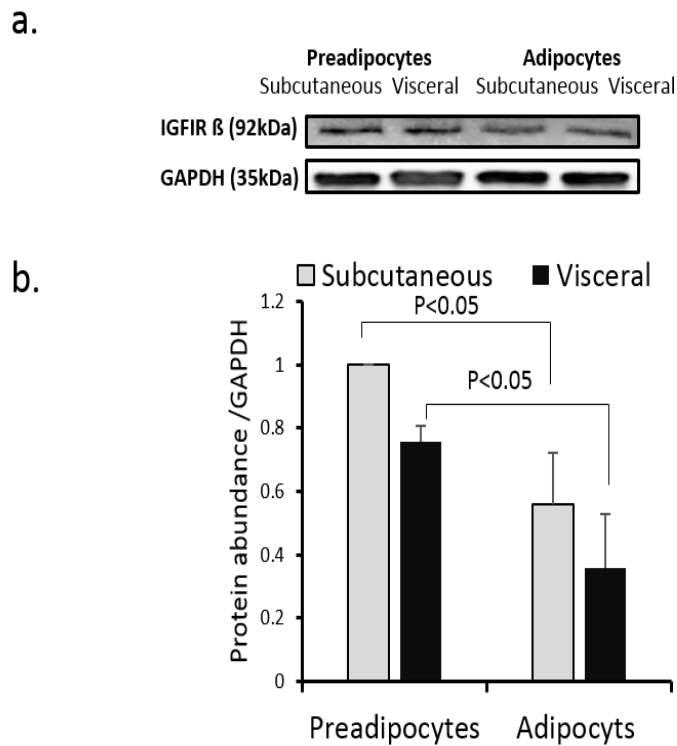 a.
Preadipocytes Adipocytes
Subcutaneous Visceral Subcutaneous Visceral
IGFIR ß (92kDa)
GAPDH (35kDa)
b.
Subcutaneous Visceral
P<0.05
P<0.05
Protein abundance /GAPDH
1.2
1
0.8
0.6
0.4
0.2
0
Preadipocytes Adipocyts